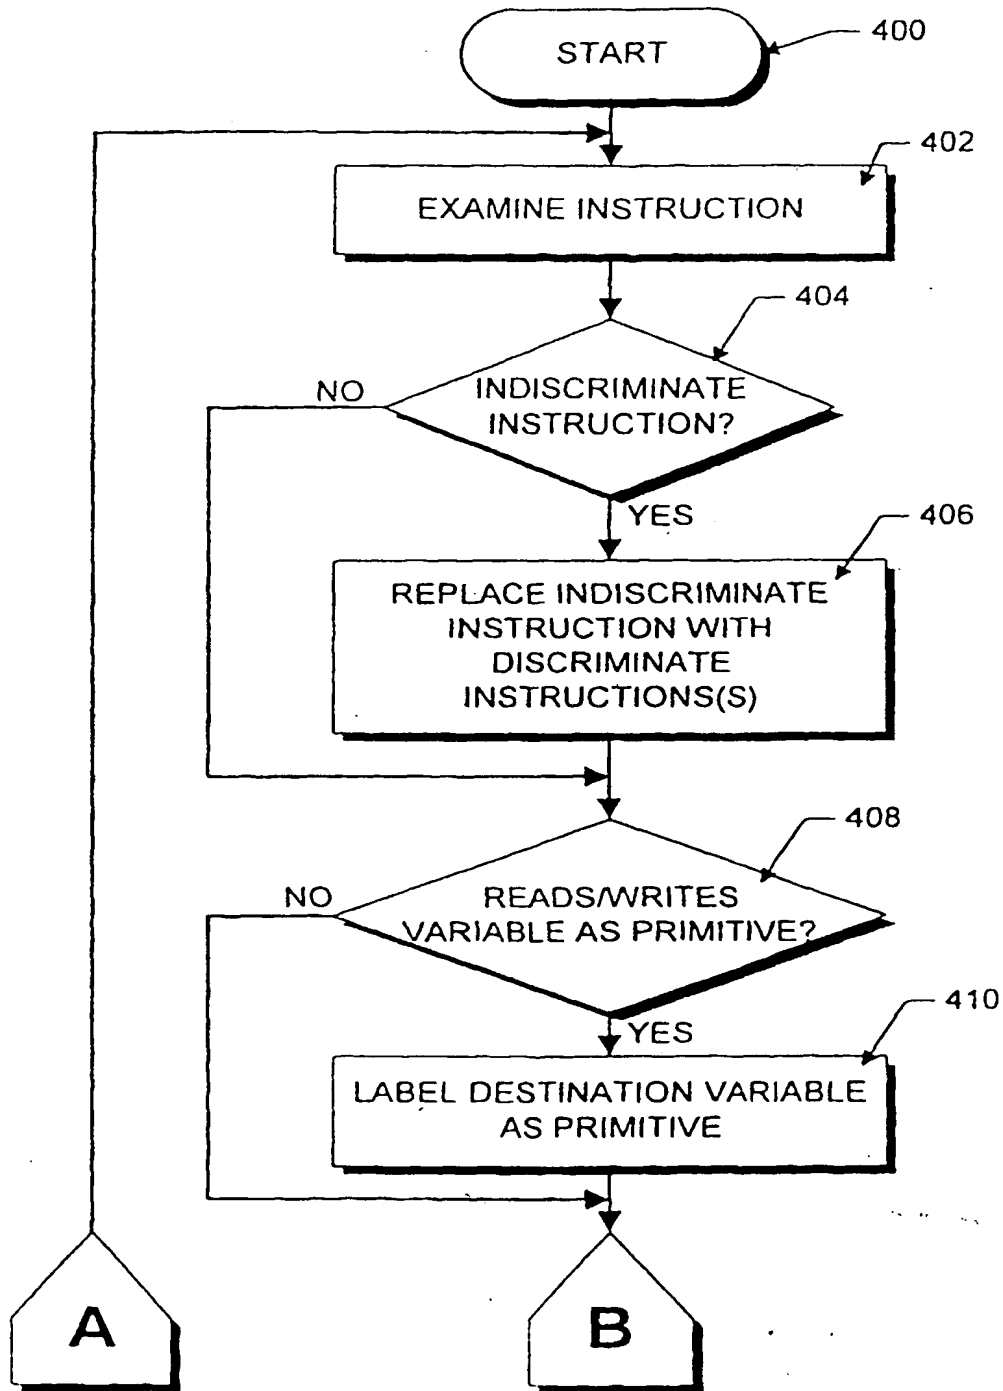 START
400
402
EXAMINE INSTRUCTION
404
NO
INDISCRIMINATE
INSTRUCTION?
YES
406
REPLACE INDISCRIMINATE
INSTRUCTION WITH
DISCRIMINATE
INSTRUCTIONS(S)
408
NO
READS/WRITES
VARIABLE AS PRIMITIVE?
YES
410
LABEL DESTINATION VARIABLE
AS PRIMITIVE
A
B